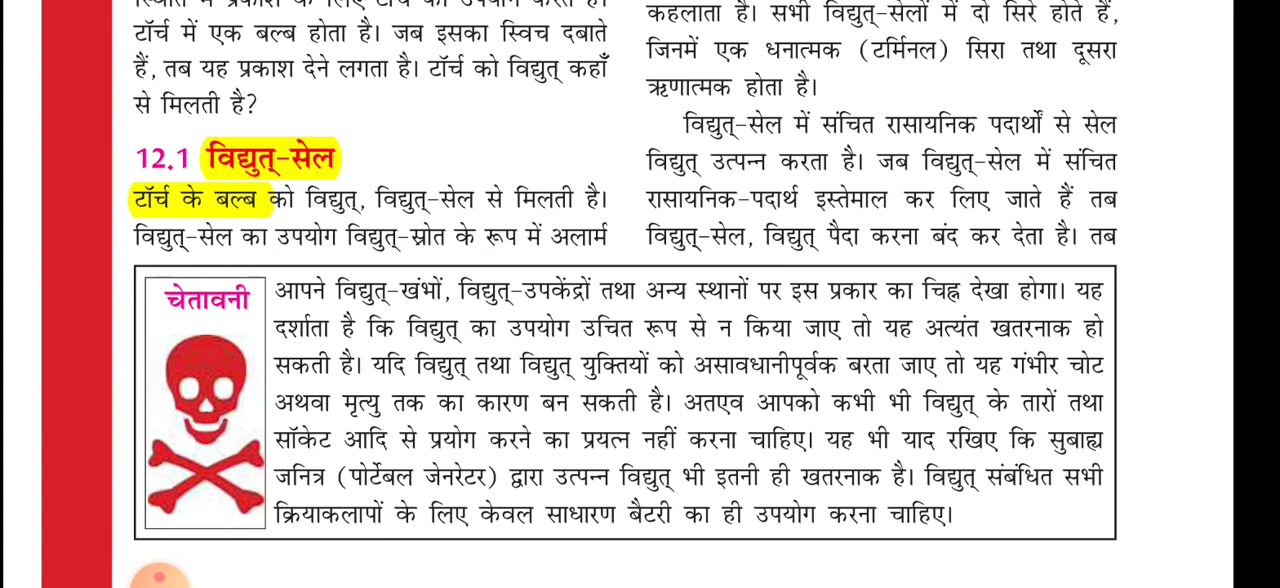 स्थिति में प्रकाश के लिए टॉर्च का उपयोग करते हैं।
टॉर्च में एक बल्ब होता है। जब इसका स्विच दबाते
हैं, तब यह प्रकाश देने लगता है। टॉर्च को विद्युत् कहाँ
से मिलती है?
12.1 विद्युत्-सेल
टॉर्च के बल्ब को विद्युत्, विद्युत्-सेल से मिलती है।
विद्युत्-सेल का उपयोग विद्युत्-स्रोत के रूप में अलार्म
कहलाता है। सभी विद्युत्-सेलों में दो सिरे होते हैं,
जिनमें एक धनात्मक (टर्मिनल) सिरा तथा दूसरा
ऋणात्मक होता है।
विद्युत्-सेल में संचित रासायनिक पदार्थों से सेल
विद्युत् उत्पन्न करता है। जब विद्युत्-सेल में संचित
रासायनिक-पदार्थ इस्तेमाल कर लिए जाते हैं तब
विद्युत्-सेल, विद्युत् पैदा करना बंद कर देता है। तब
चेतावनी
आपने विद्युत्-खंभों, विद्युत्-उपकेंद्रों तथा अन्य स्थानों पर इस प्रकार का चिह्न देखा होगा। यह
दर्शाता है कि विद्युत् का उपयोग उचित रूप से न किया जाए तो यह अत्यंत खतरनाक हो
सकती है। यदि विद्युत् तथा विद्युत् युक्तियों को असावधानीपूर्वक बरता जाए तो यह गंभीर चोट
अथवा मृत्यु तक का कारण बन सकती है। अतएव आपको कभी भी विद्युत् के तारों तथा
सॉकेट आदि से प्रयोग करने का प्रयत्न नहीं करना चाहिए। यह भी याद रखिए कि सुबाह्य
जनित्र (पोर्टेबल जेनरेटर) द्वारा उत्पन्न विद्युत् भी इतनी ही खतरनाक है। विद्युत् संबंधित सभी
क्रियाकलापों के लिए केवल साधारण बैटरी का ही उपयोग करना चाहिए।